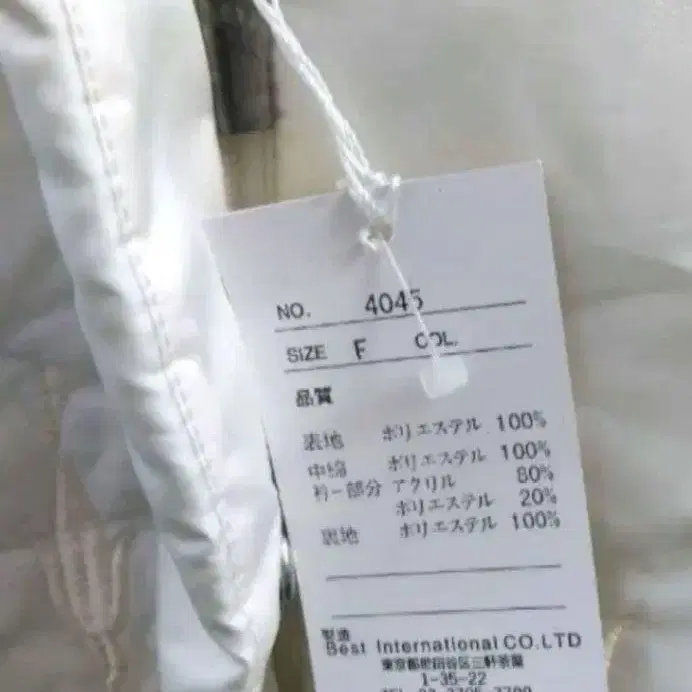 NO. 4045
SIZE F COL.
品質
表地 ポリエステル 100%
中綿 ポリエステル 100%
衿一部分 アクリル 80%
ポリエステル 20%
裏地 ポリエステル 100%
製造
Best International CO.LTD
東京都世田谷区三軒茶屋
1-35-22